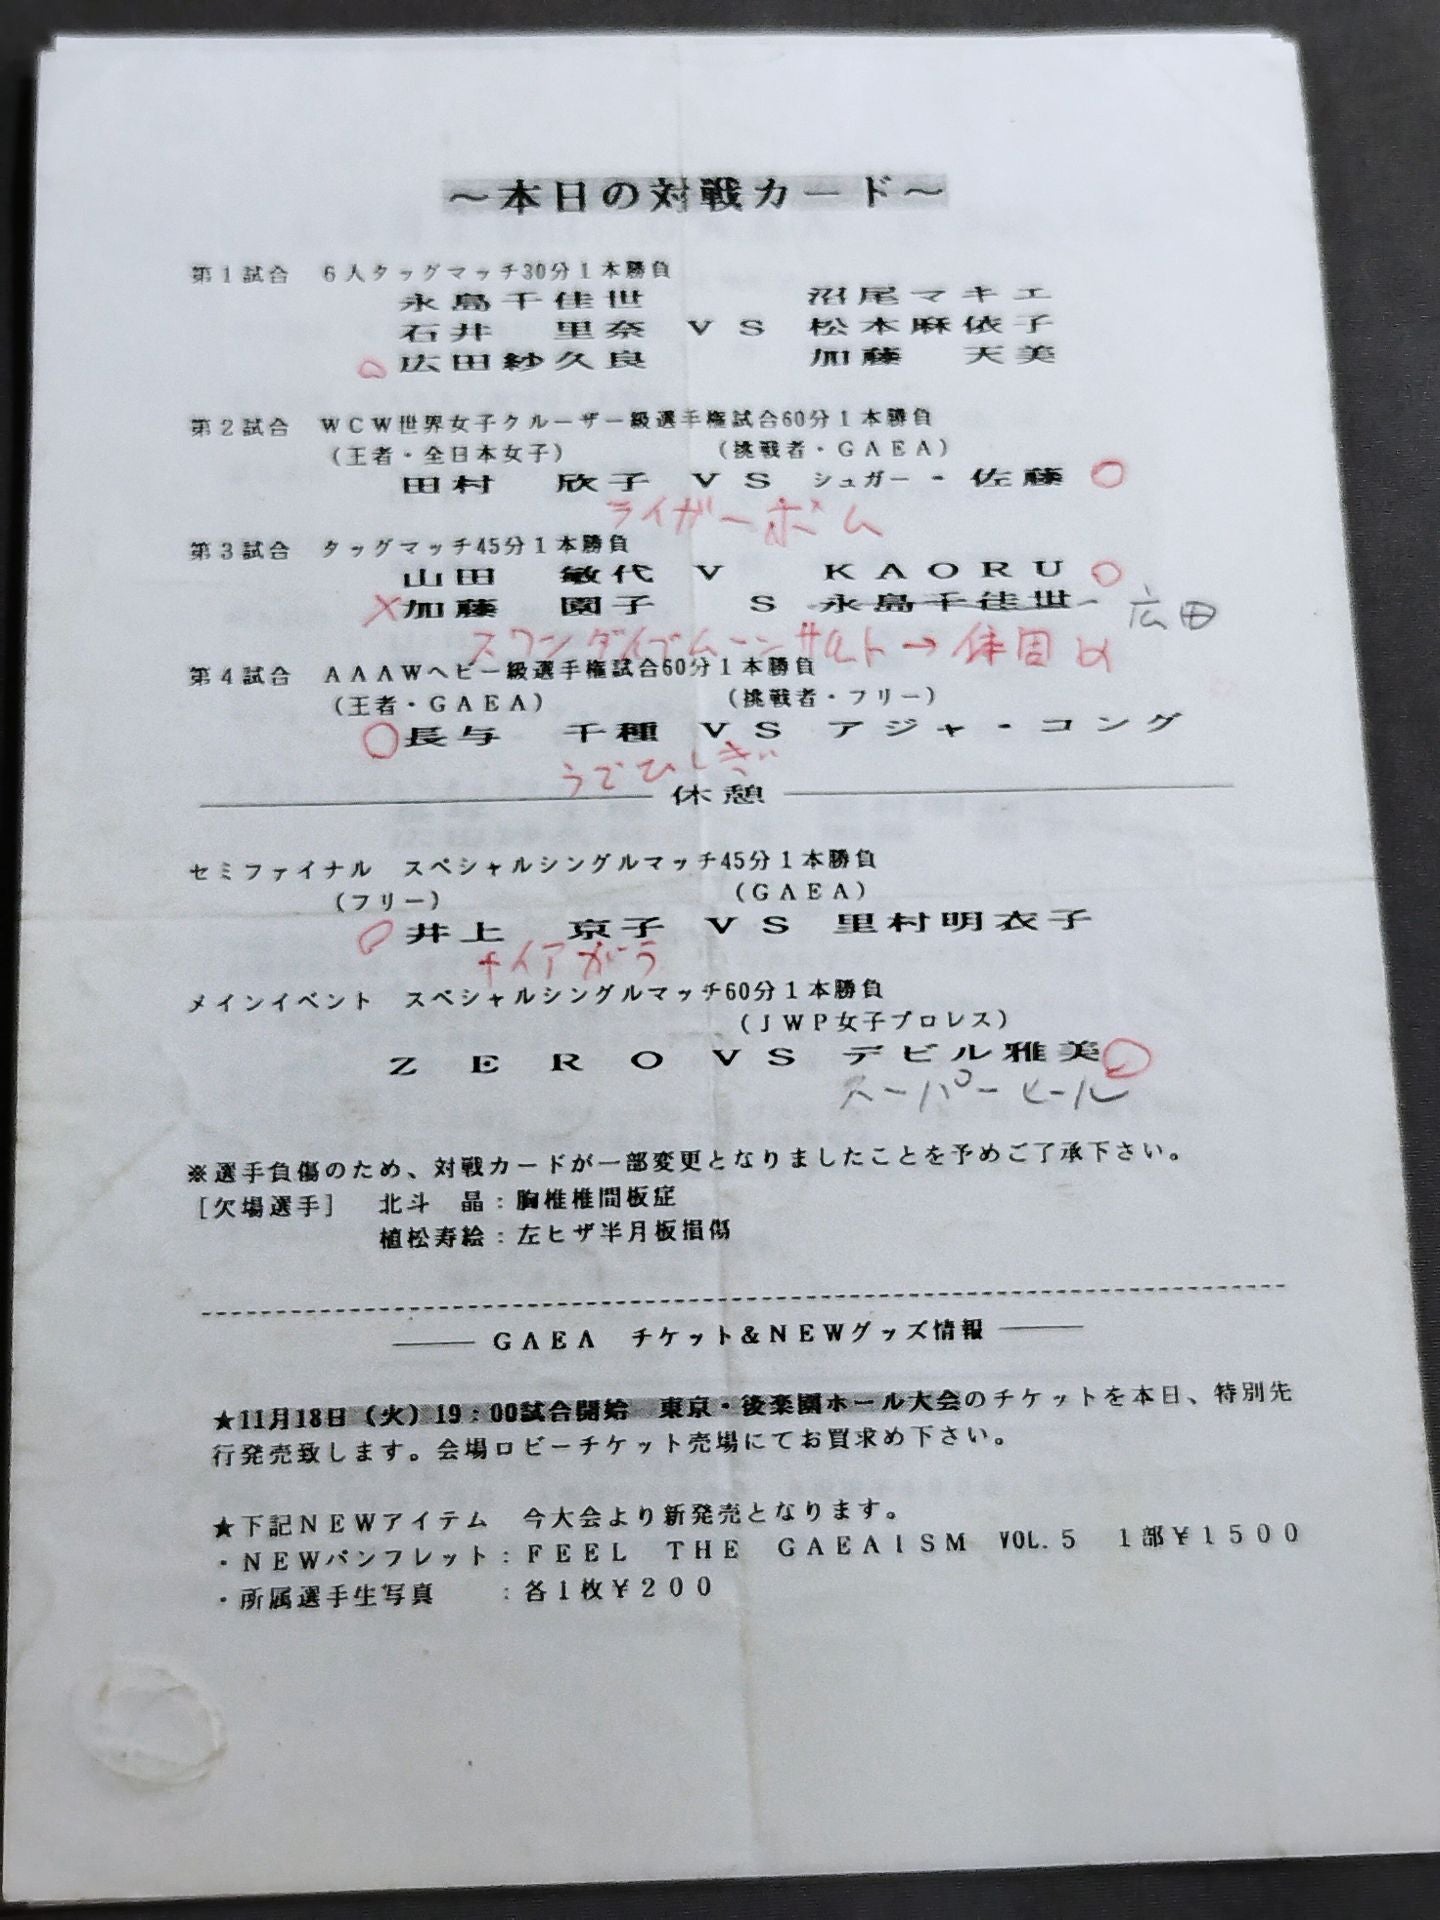 ～本日の対戦カード～
第1試合　6人タッグマッチ30分1本勝負
永島千佳世　　　沼尾マキエ
石井　里奈　VS　松本麻依子
○広田紗久良　　　加藤　天美
第2試合　WCW世界女子クルーザー級選手権試合60分1本勝負
（王者・全日本女子）　　　（挑戦者・GAEA）
田村　欣子　VS　シュガー・佐藤　○
ライガーボム
第3試合　タッグマッチ45分1本勝負
山田　敏代　V　　KAORU　○
×加藤　園子　　S　永島千佳世　広田
スワンダイブムーンサルト→体固め
第4試合　AAAWヘビー級選手権試合60分1本勝負
（王者・GAEA）　　　（挑戦者・フリー）
○長与　千種　VS　アジャ・コング
うでひしぎ
休憩
セミファイナル　スペシャルシングルマッチ45分1本勝負
（フリー）　　　（GAEA）
○井上　京子　VS　里村明衣子
ナイアガラ
メインイベント　スペシャルシングルマッチ60分1本勝負
（JWP女子プロレス）
ZERO　VS　デビル雅美　○
スーパーヒール
※選手負傷のため、対戦カードが一部変更となりましたことを予めご了承下さい。
［欠場選手］　北斗　晶：胸椎椎間板症
植松寿絵：左ヒザ半月板損傷
GAEA　チケット＆NEWグッズ情報
★11月18日（火）19：00試合開始　東京・後楽園ホール大会のチケットを本日、特別先
行発売致します。会場ロビーチケット売場にてお買求め下さい。
★下記NEWアイテム　今大会より新発売となります。
・NEWパンフレット：FEEL　THE　GAEAISM　VOL.5　1部￥1500
・所属選手生写真　　：各1枚￥200